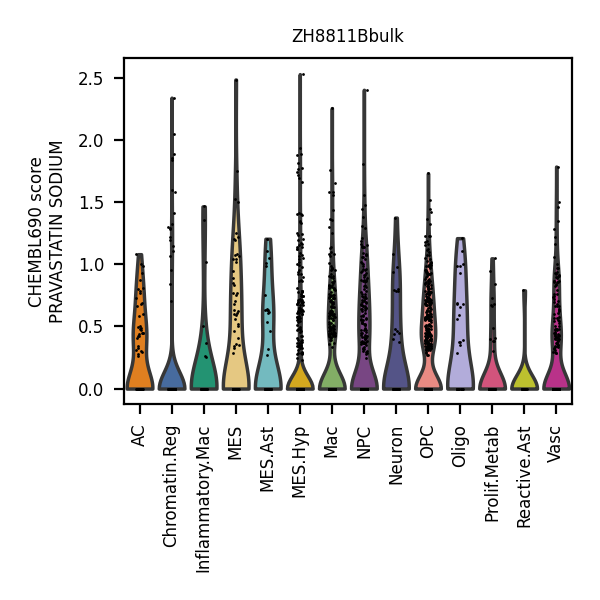 ZH8811Bbulk
CHEMBL690 score
PRAVASTATIN SODIUM
2.5
2.0
1.5
1.0
0.5
0.0
AC
Chromatin.Reg
Inflammatory.Mac
MES
MES.Ast
MES.Hyp
Mac
NPC
Neuron
OPC
Oligo
Prolif.Metab
Reactive.Ast
Vasc